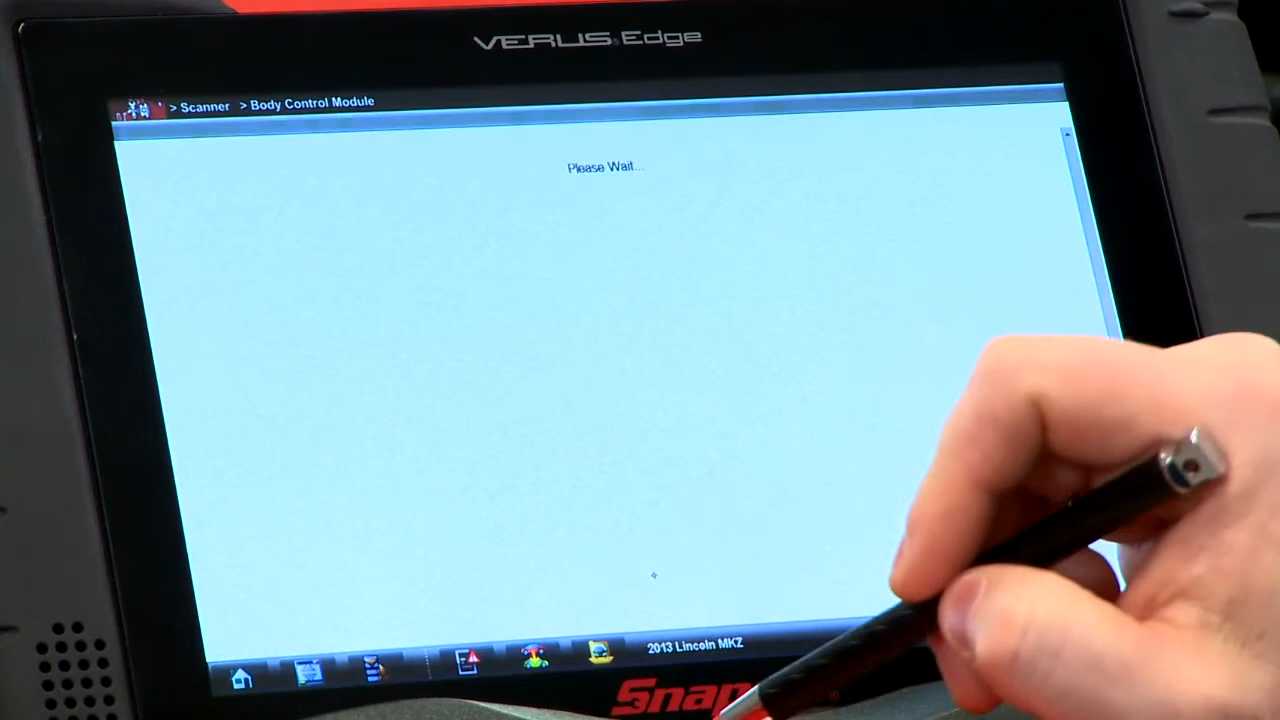 VERUS Edge
> Scanner > Body Control Module
Please Wait...
2013 Lincoln MKZ
Snap